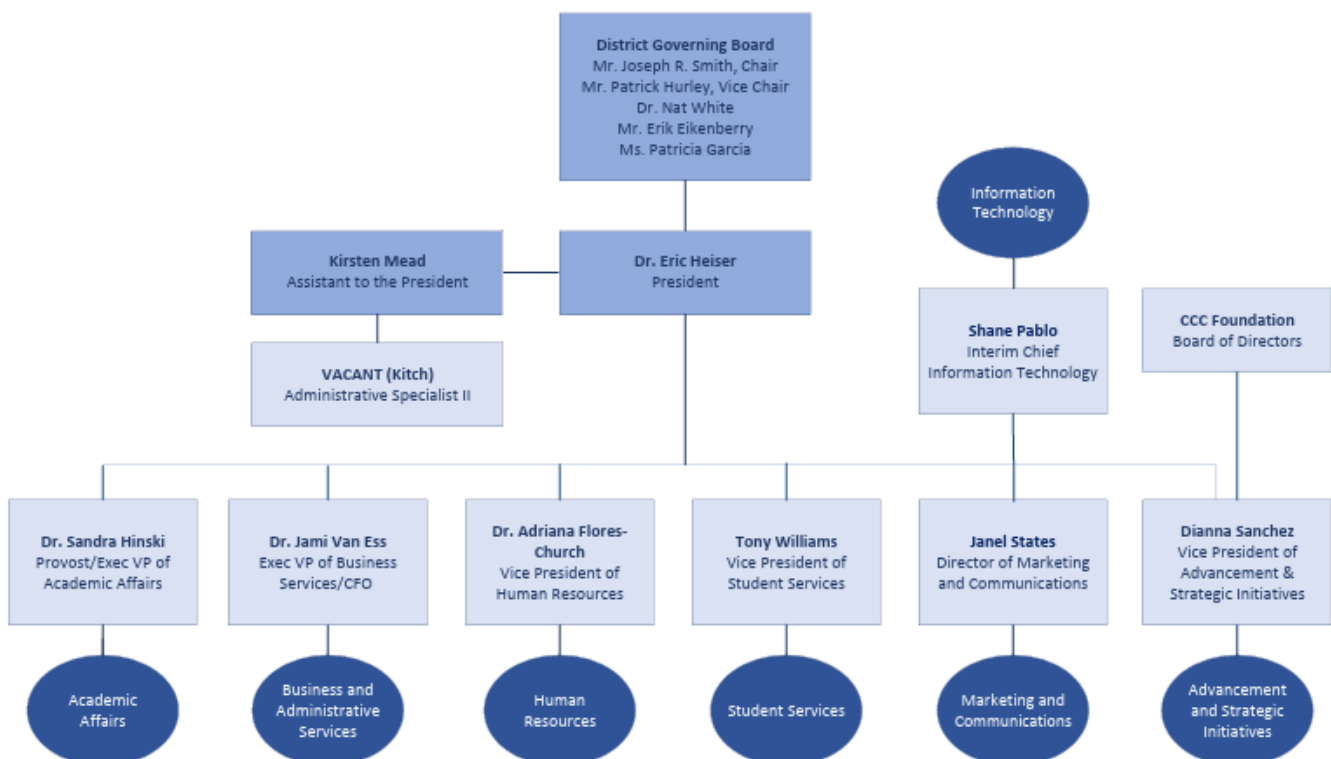 District Governing Board
Mr. Joseph R. Smith, Chair
Mr. Patrick Hurley, Vice Chair
Dr. Nat White
Mr. Erik Eikenberry
Ms. Patricia Garcia
Information
Technology
Kirsten Mead
Assistant to the President
Dr. Eric Heiser
President
Shane Pablo
Interim Chief
Information Technology
CCC Foundation
Board of Directors
VACANT (Kitch)
Administrative Specialist II
Dr. Sandra Hinski
Provost/Exec VP of
Academic Affairs
Dr. Jami Van Ess
Exec VP of Business
Services/CFO
Dr. Adriana Flores-
Church
Vice President of
Human Resources
Tony Williams
Vice President of
Student Services
Janel States
Director of Marketing
and Communications
Dianna Sanchez
Vice President of
Advancement &
Strategic Initiatives
Academic
Affairs
Business and
Administrative
Services
Human
Resources
Student Services
Marketing and
Communications
Advancement
and Strategic
Initiatives